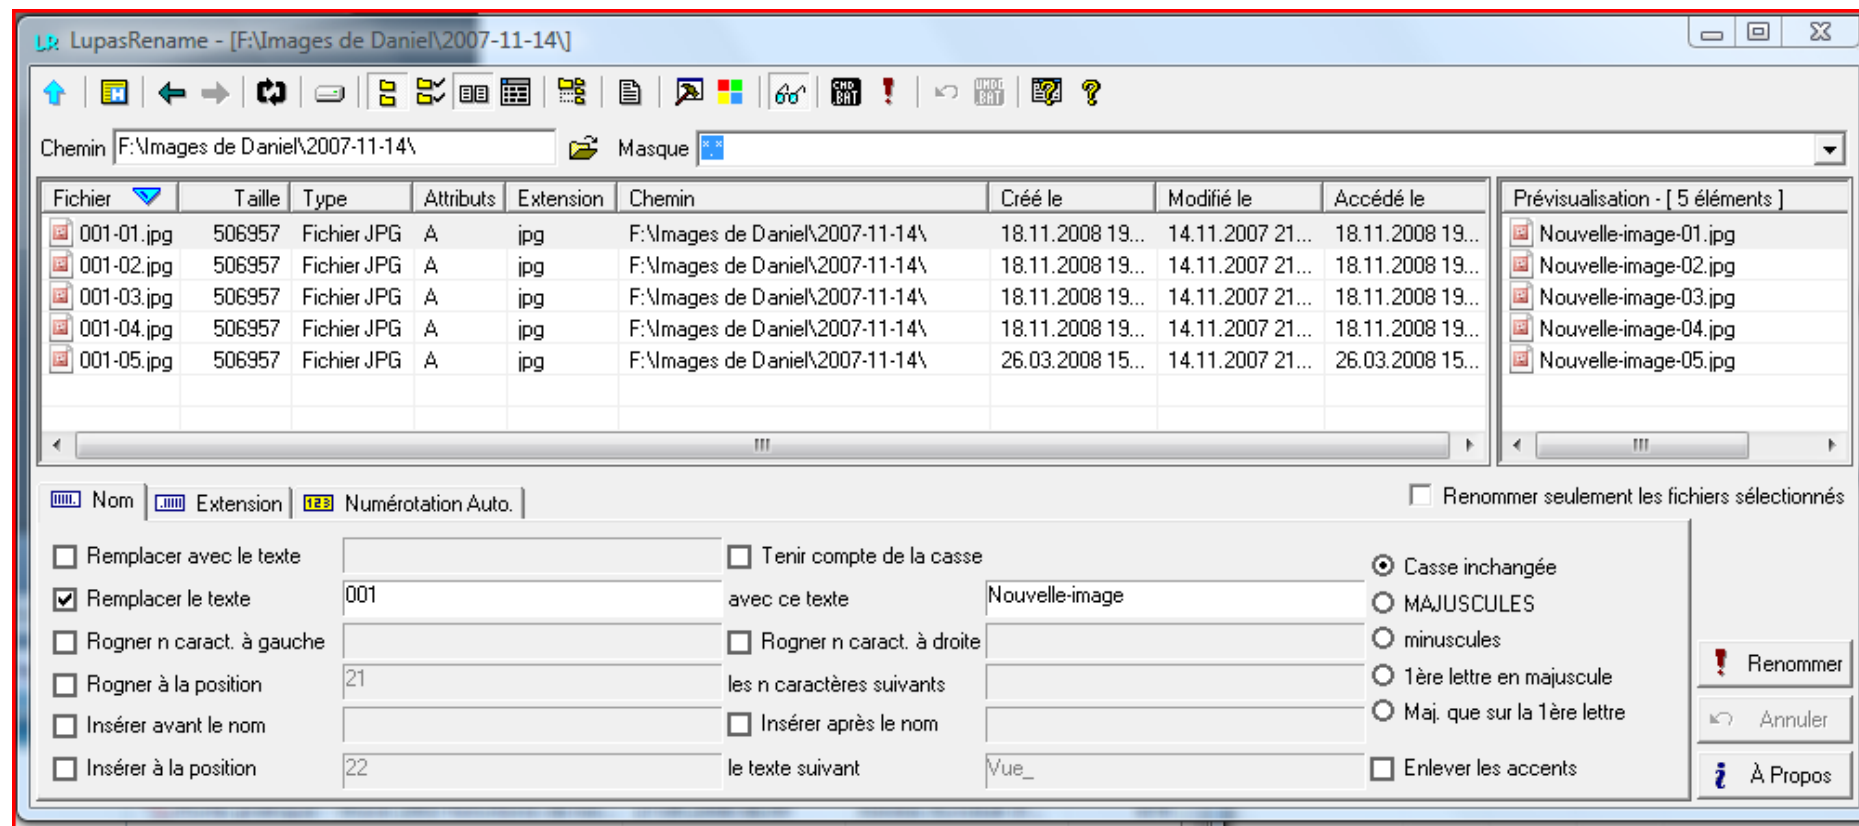 LR LupasRename - [F:\Images de Daniel\2007-11-14\]
CMD BAT UNDO BAT
Chemin F:\Images de Daniel\2007-11-14\ Masque *.*
Fichier Taille Type Attributs Extension Chemin Créé le Modifié le Accédé le Prévisualisation - [ 5 éléments ]
001-01.jpg 506957 Fichier JPG A jpg F:\Images de Daniel\2007-11-14\ 18.11.2008 19... 14.11.2007 21... 18.11.2008 19... Nouvelle-image-01.jpg
001-02.jpg 506957 Fichier JPG A jpg F:\Images de Daniel\2007-11-14\ 18.11.2008 19... 14.11.2007 21... 18.11.2008 19... Nouvelle-image-02.jpg
001-03.jpg 506957 Fichier JPG A jpg F:\Images de Daniel\2007-11-14\ 18.11.2008 19... 14.11.2007 21... 18.11.2008 19... Nouvelle-image-03.jpg
001-04.jpg 506957 Fichier JPG A jpg F:\Images de Daniel\2007-11-14\ 18.11.2008 19... 14.11.2007 21... 18.11.2008 19... Nouvelle-image-04.jpg
001-05.jpg 506957 Fichier JPG A jpg F:\Images de Daniel\2007-11-14\ 26.03.2008 15... 14.11.2007 21... 26.03.2008 15... Nouvelle-image-05.jpg
Nom Extension 123 Numérotation Auto. Renommer seulement les fichiers sélectionnés
Remplacer avec le texte Tenir compte de la casse Casse inchangée
Remplacer le texte 001 avec ce texte Nouvelle-image MAJUSCULES
Rogner n caract. à gauche Rogner n caract. à droite minuscules
Rogner à la position 21 les n caractères suivants 1ère lettre en majuscule Renommer
Insérer avant le nom Insérer après le nom Maj. que sur la 1ère lettre Annuler
Insérer à la position 22 le texte suivant Vue_ Enlever les accents À Propos